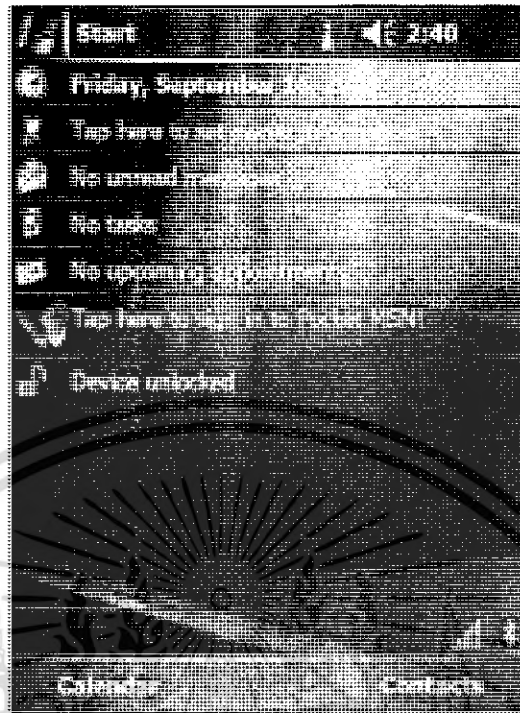 Start 2:40
Friday, September
Tap here to set
No unread messages
No tasks
No upcoming appointments
Tap here to sign in to Pocket MSN!
Device unlocked
Calendar Contacts